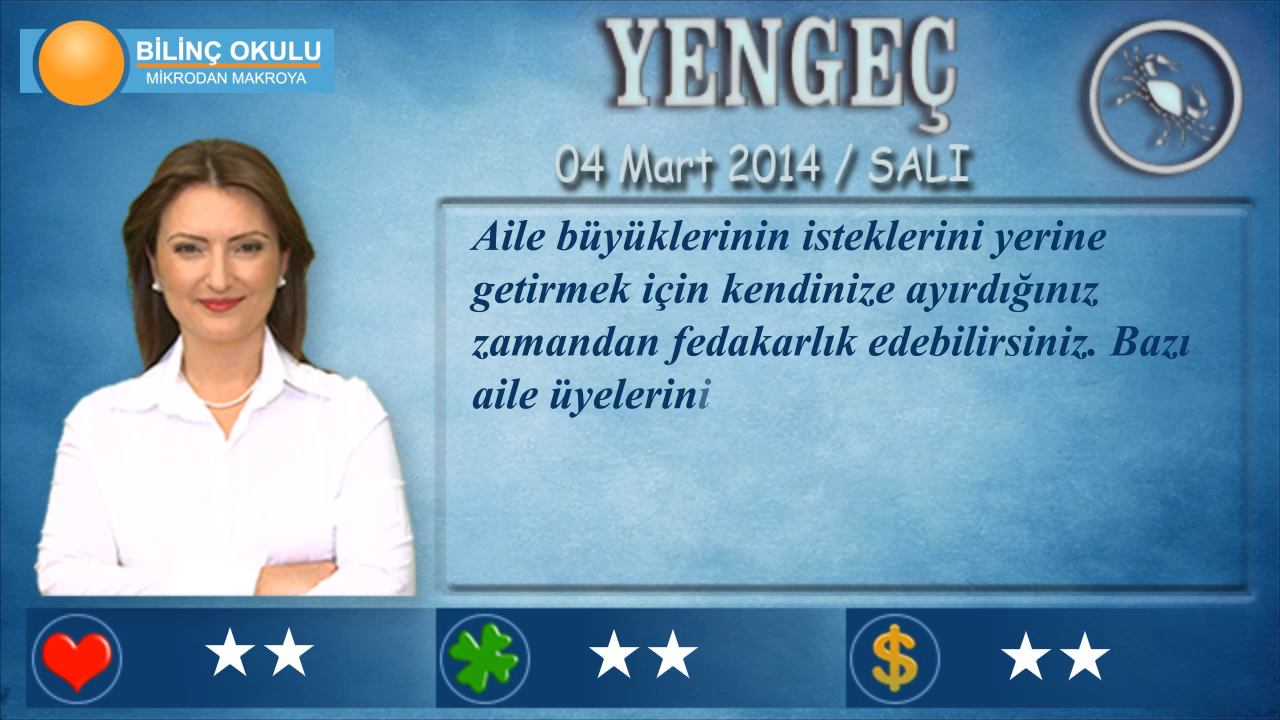 BİLİNÇ OKULU
MİKRODAN MAKROYA
YENGEÇ
04 Mart 2014 / SALI
Aile büyüklerinin isteklerini yerine
getirmek için kendinize ayırdığınız
zamandan fedakarlık edebilirsiniz. Bazı
aile üyelerini
$